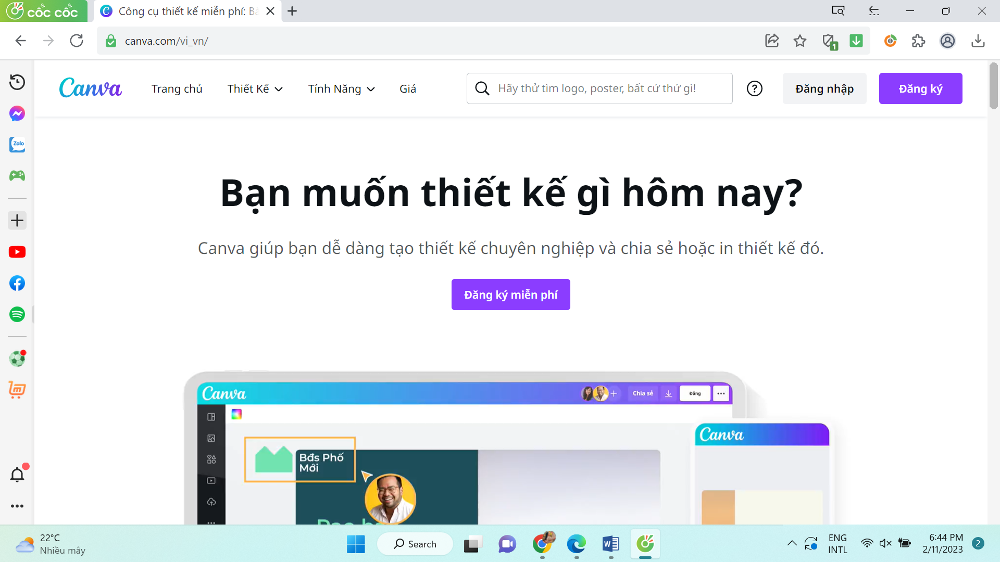 cốc cốc
Công cụ thiết kế miễn phí: Bả
canva.com/vi_vn/
1
Canva
Trang chủ
Thiết Kế
Tính Năng
Giá
Hãy thử tìm logo, poster, bất cứ thứ gì!
Đăng nhập
Đăng ký
Zalo
Bạn muốn thiết kế gì hôm nay?
Canva giúp bạn dễ dàng tạo thiết kế chuyên nghiệp và chia sẻ hoặc in thiết kế đó.
Đăng ký miễn phí
Canva
Chia sẻ
Đăng
Canva
Bđs Phố
Mới
22°C
Nhiều mây
Search
ENG
INTL
6:44 PM
2/11/2023
2